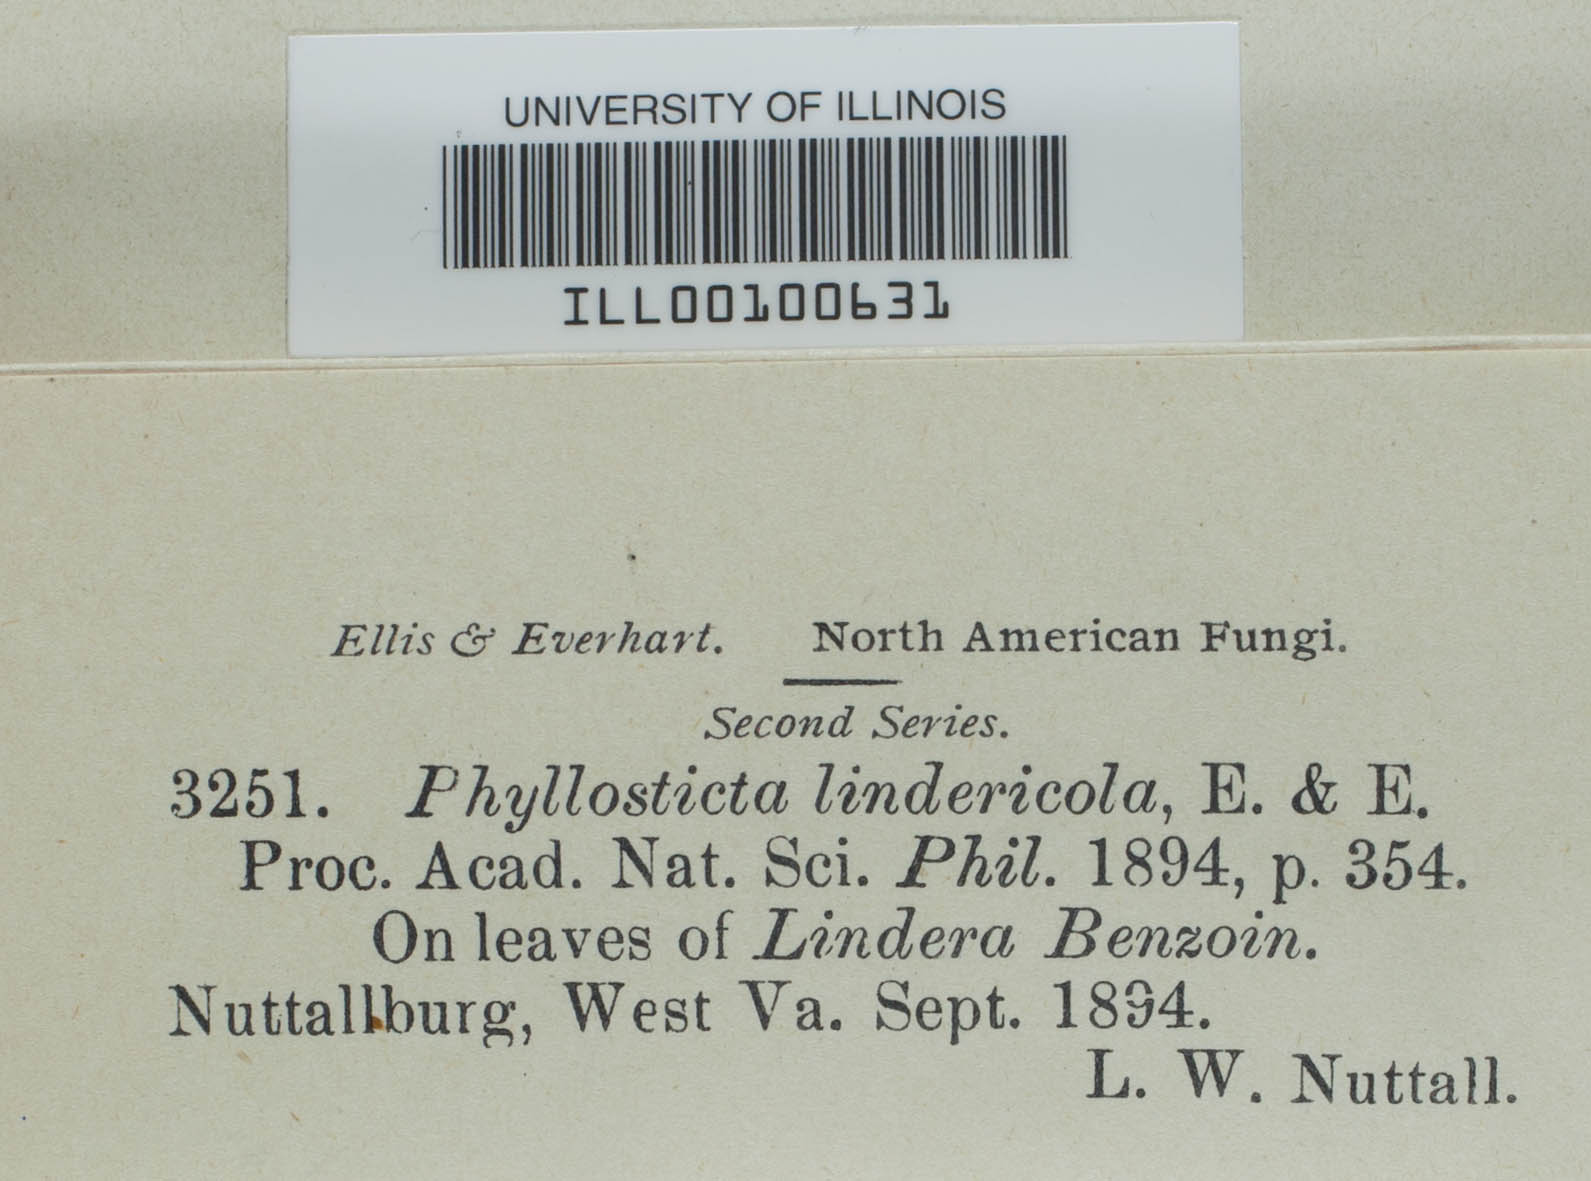 UNIVERSITY OF ILLINOIS
ILL00100631
Ellis & Everhart. North American Fungi.
Second Series.
3251. Phyllosticta lindericola, E. & E.
Proc. Acad. Nat. Sci. Phil. 1894, p. 354.
On leaves of Lindera Benzoin.
Nuttallburg, West Va. Sept. 1894.
L. W. Nuttall.